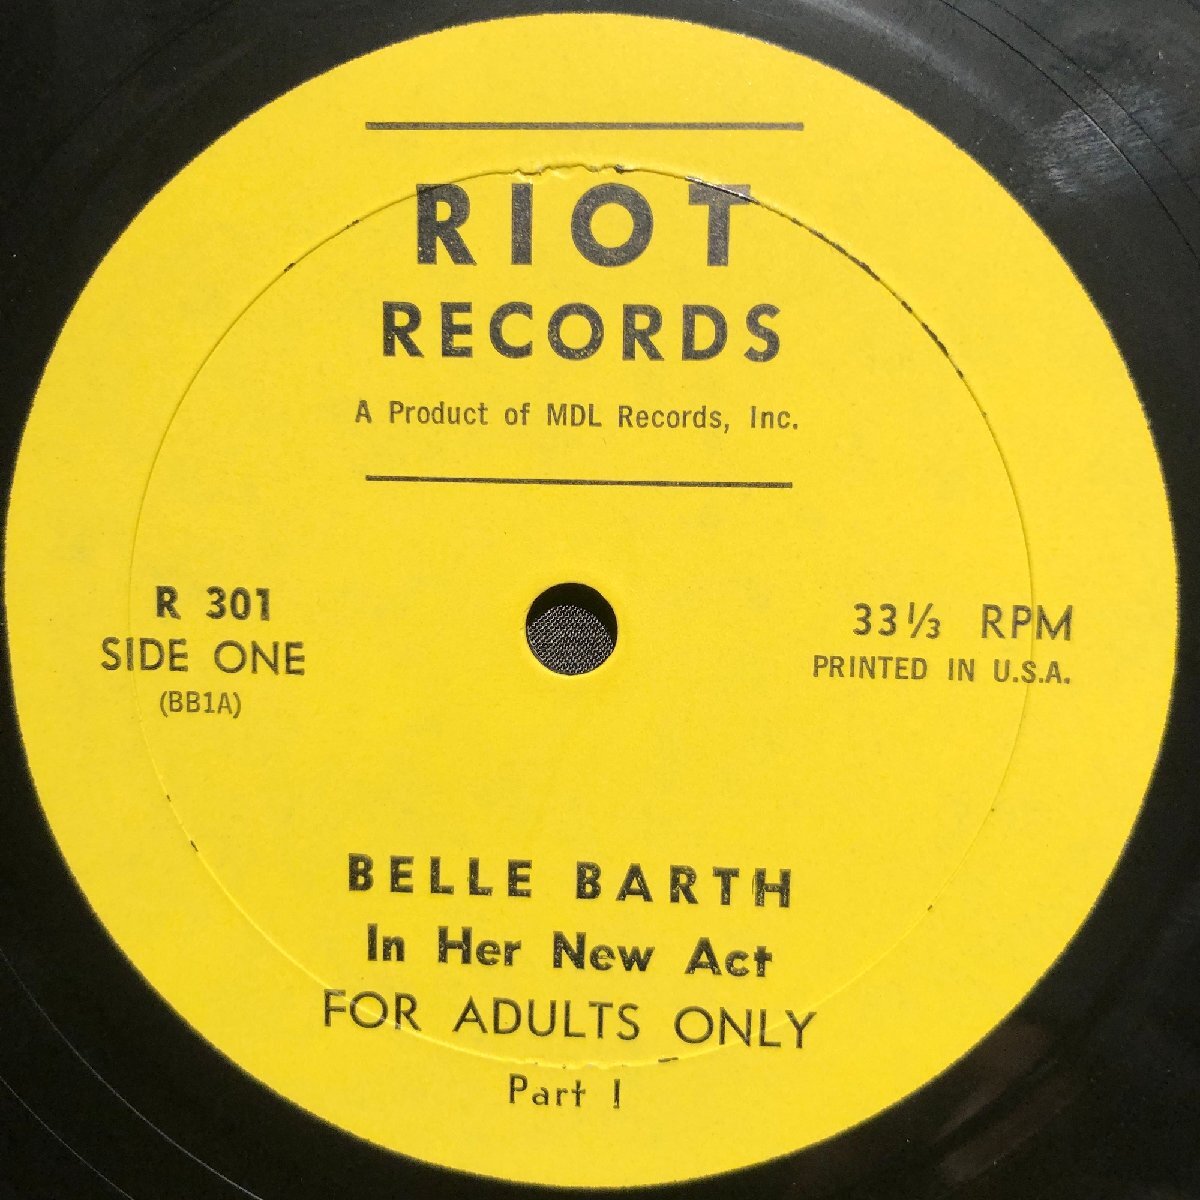 RIOT
RECORDS
A Product of MDL Records, Inc.
R 301
SIDE ONE
(BB1A)
33⅓ RPM
PRINTED IN U.S.A.
BELLE BARTH
In Her New Act
FOR ADULTS ONLY
Part I